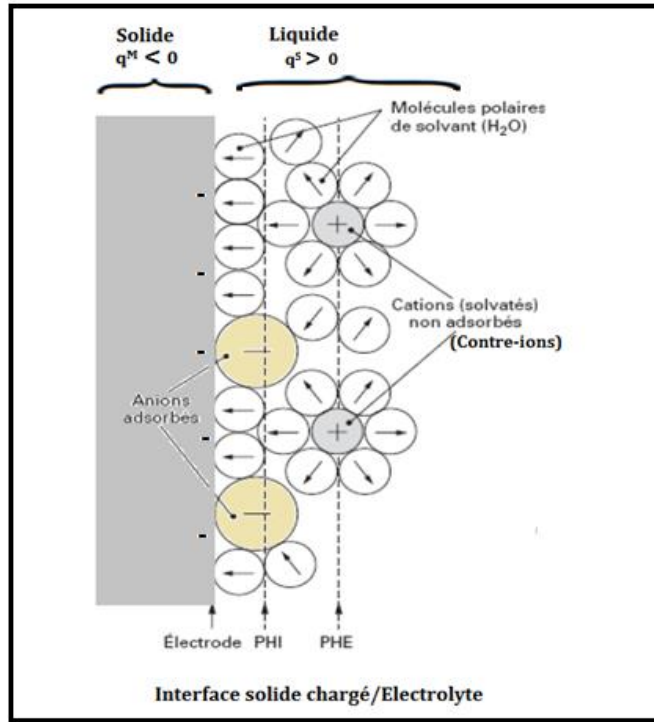 Solide
qᴹ < 0
Liquide
qˢ > 0
Molécules polaires
de solvant (H₂O)
-
-
+
Cations (solvatés)
non adsorbés
(Contre-ions)
-
—
Anions
adsorbés
-
+
-
—
Électrode PHI PHE
Interface solide chargé/Electrolyte